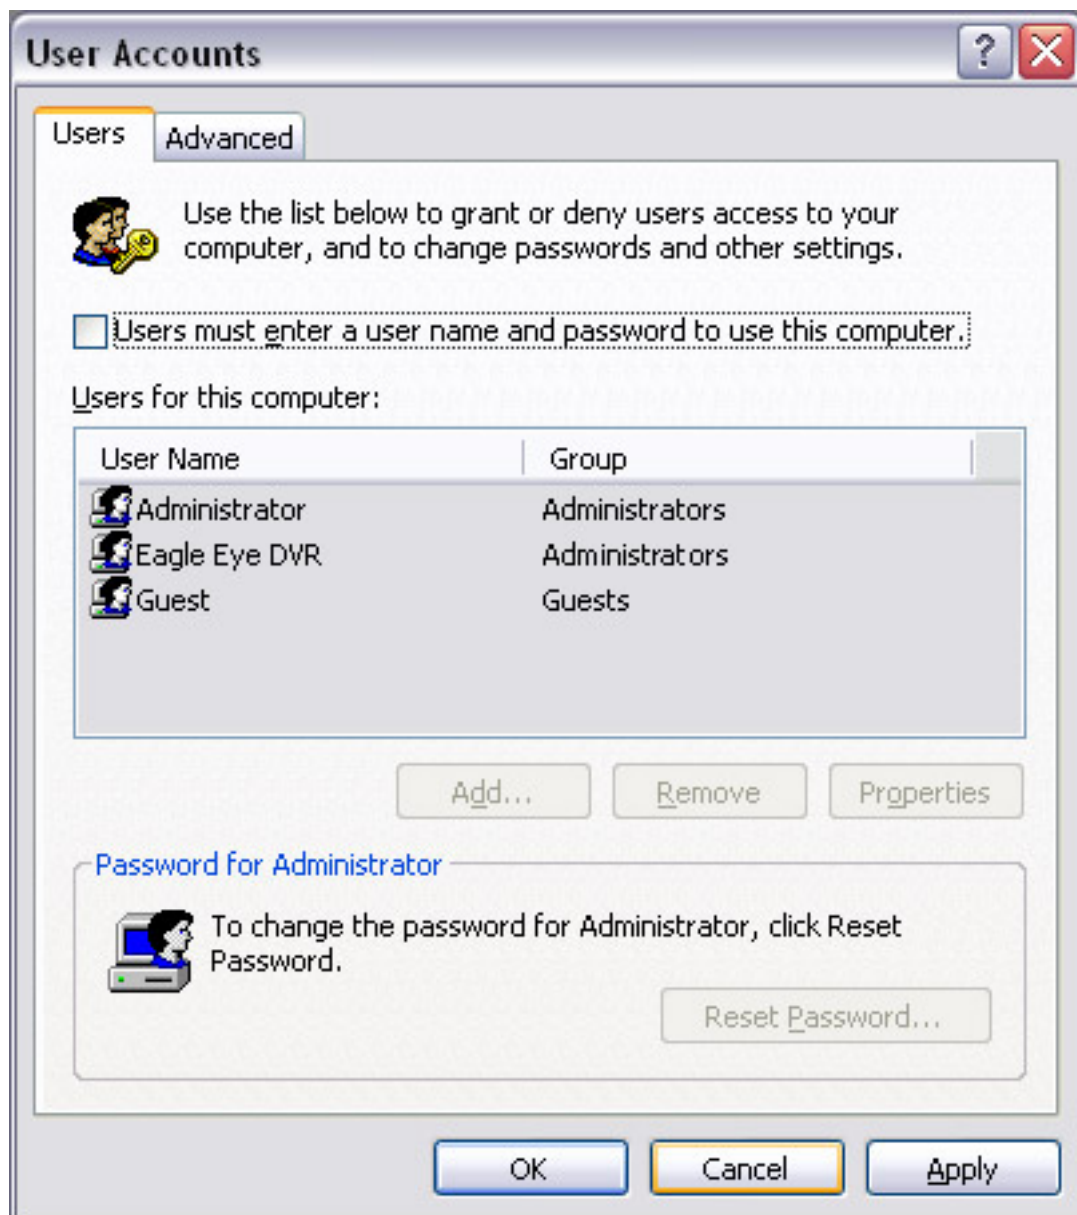 User Accounts
?
Users
Advanced
Use the list below to grant or deny users access to your
computer, and to change passwords and other settings.
Users must enter a user name and password to use this computer.
Users for this computer:
User Name Group
Administrator Administrators
Eagle Eye DVR Administrators
Guest Guests
Add... Remove Properties
Password for Administrator
To change the password for Administrator, click Reset
Password.
Reset Password...
OK Cancel Apply